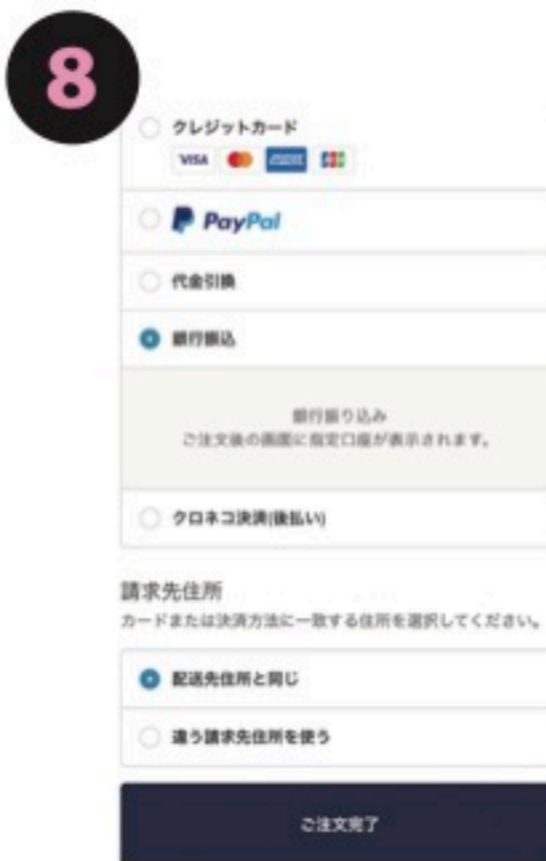 8
クレジットカード
VISA AMEX JCB
PayPal
代金引換
銀行振込
銀行振り込み
ご注文後の画面に指定口座が表示されます。
クロネコ決済(後払い)
請求先住所
カードまたは決済方法に一致する住所を選択してください。
配送先住所と同じ
違う請求先住所を使う
ご注文完了